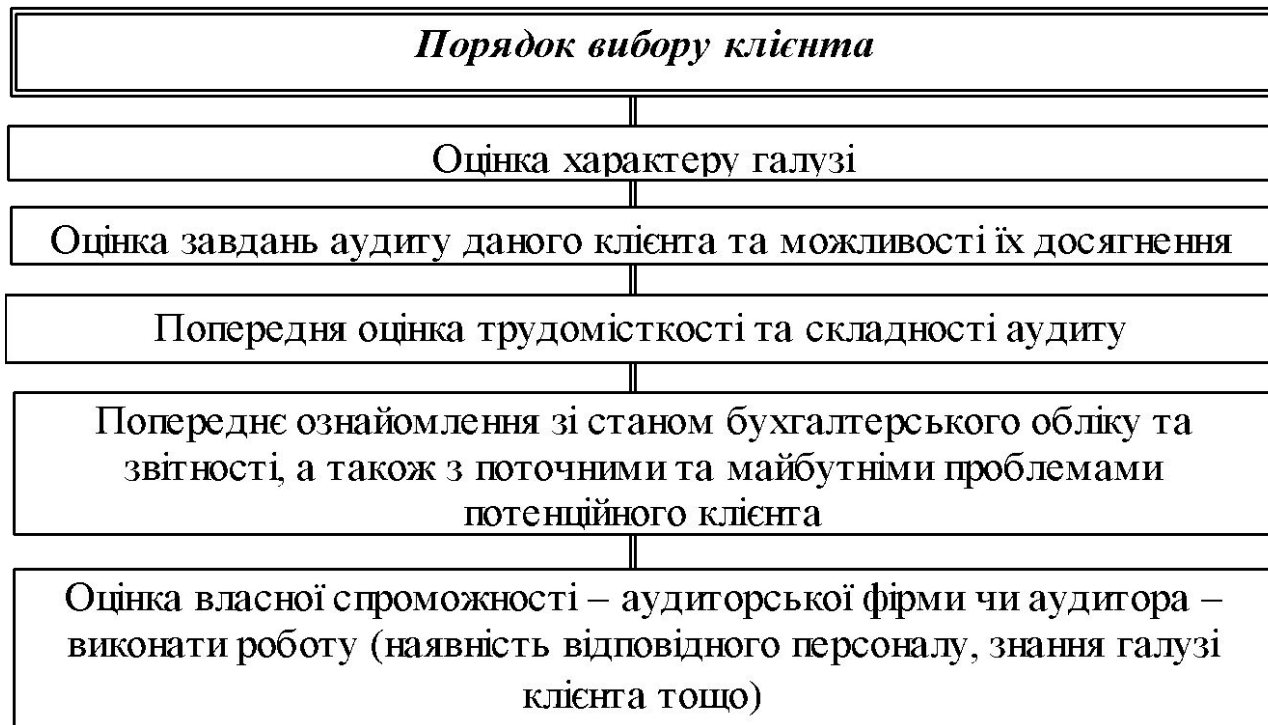 Порядок вибору клієнта
Оцінка характеру галузі
Оцінка завдань аудиту даного клієнта та можливості їх досягнення
Попередня оцінка трудомісткості та складності аудиту
Попереднє ознайомлення зі станом бухгалтерського обліку та
звітності, а також з поточними та майбутніми проблемами
потенційного клієнта
Оцінка власної спроможності – аудиторської фірми чи аудитора –
виконати роботу (наявність відповідного персоналу, знання галузі
клієнта тощо)